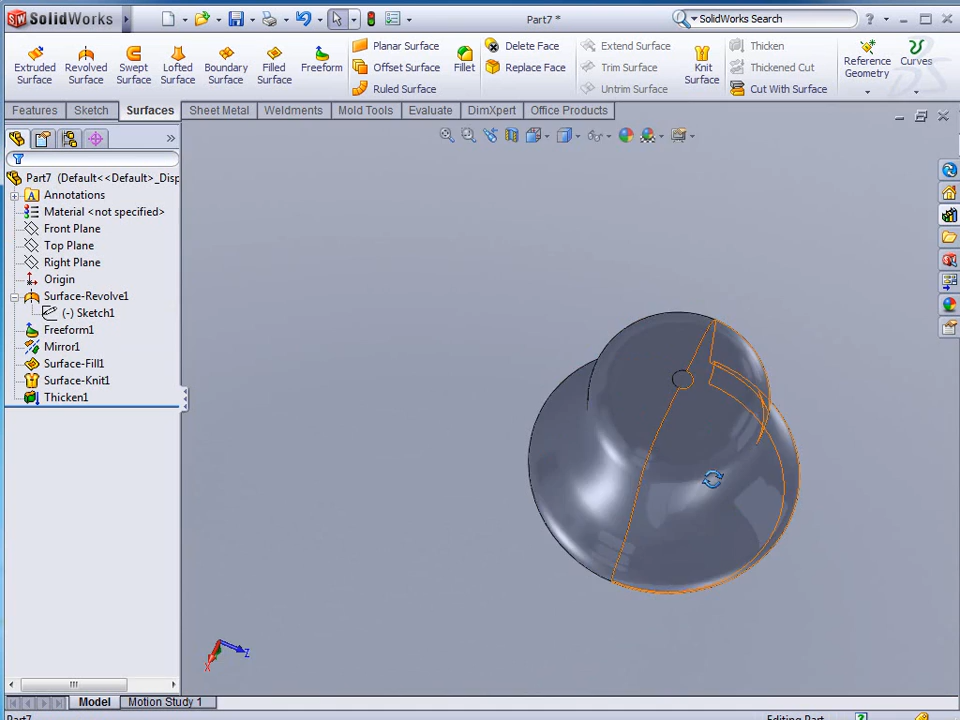 SolidWorks
Part7 *
SolidWorks Search
?
Extruded Surface
Revolved Surface
Swept Surface
Lofted Surface
Boundary Surface
Filled Surface
Freeform
Planar Surface
Offset Surface
Ruled Surface
Fillet
Delete Face
Replace Face
Extend Surface
Trim Surface
Untrim Surface
Knit Surface
Thicken
Thickened Cut
Cut With Surface
Reference Geometry
Curves
Features
Sketch
Surfaces
Sheet Metal
Weldments
Mold Tools
Evaluate
DimXpert
Office Products
Part7 (Default<<Default>_Disp
Annotations
Material <not specified>
Front Plane
Top Plane
Right Plane
Origin
Surface-Revolve1
(-) Sketch1
Freeform1
Mirror1
Surface-Fill1
Surface-Knit1
Thicken1
Z
X
Model
Motion Study 1
Part7
Editing Part